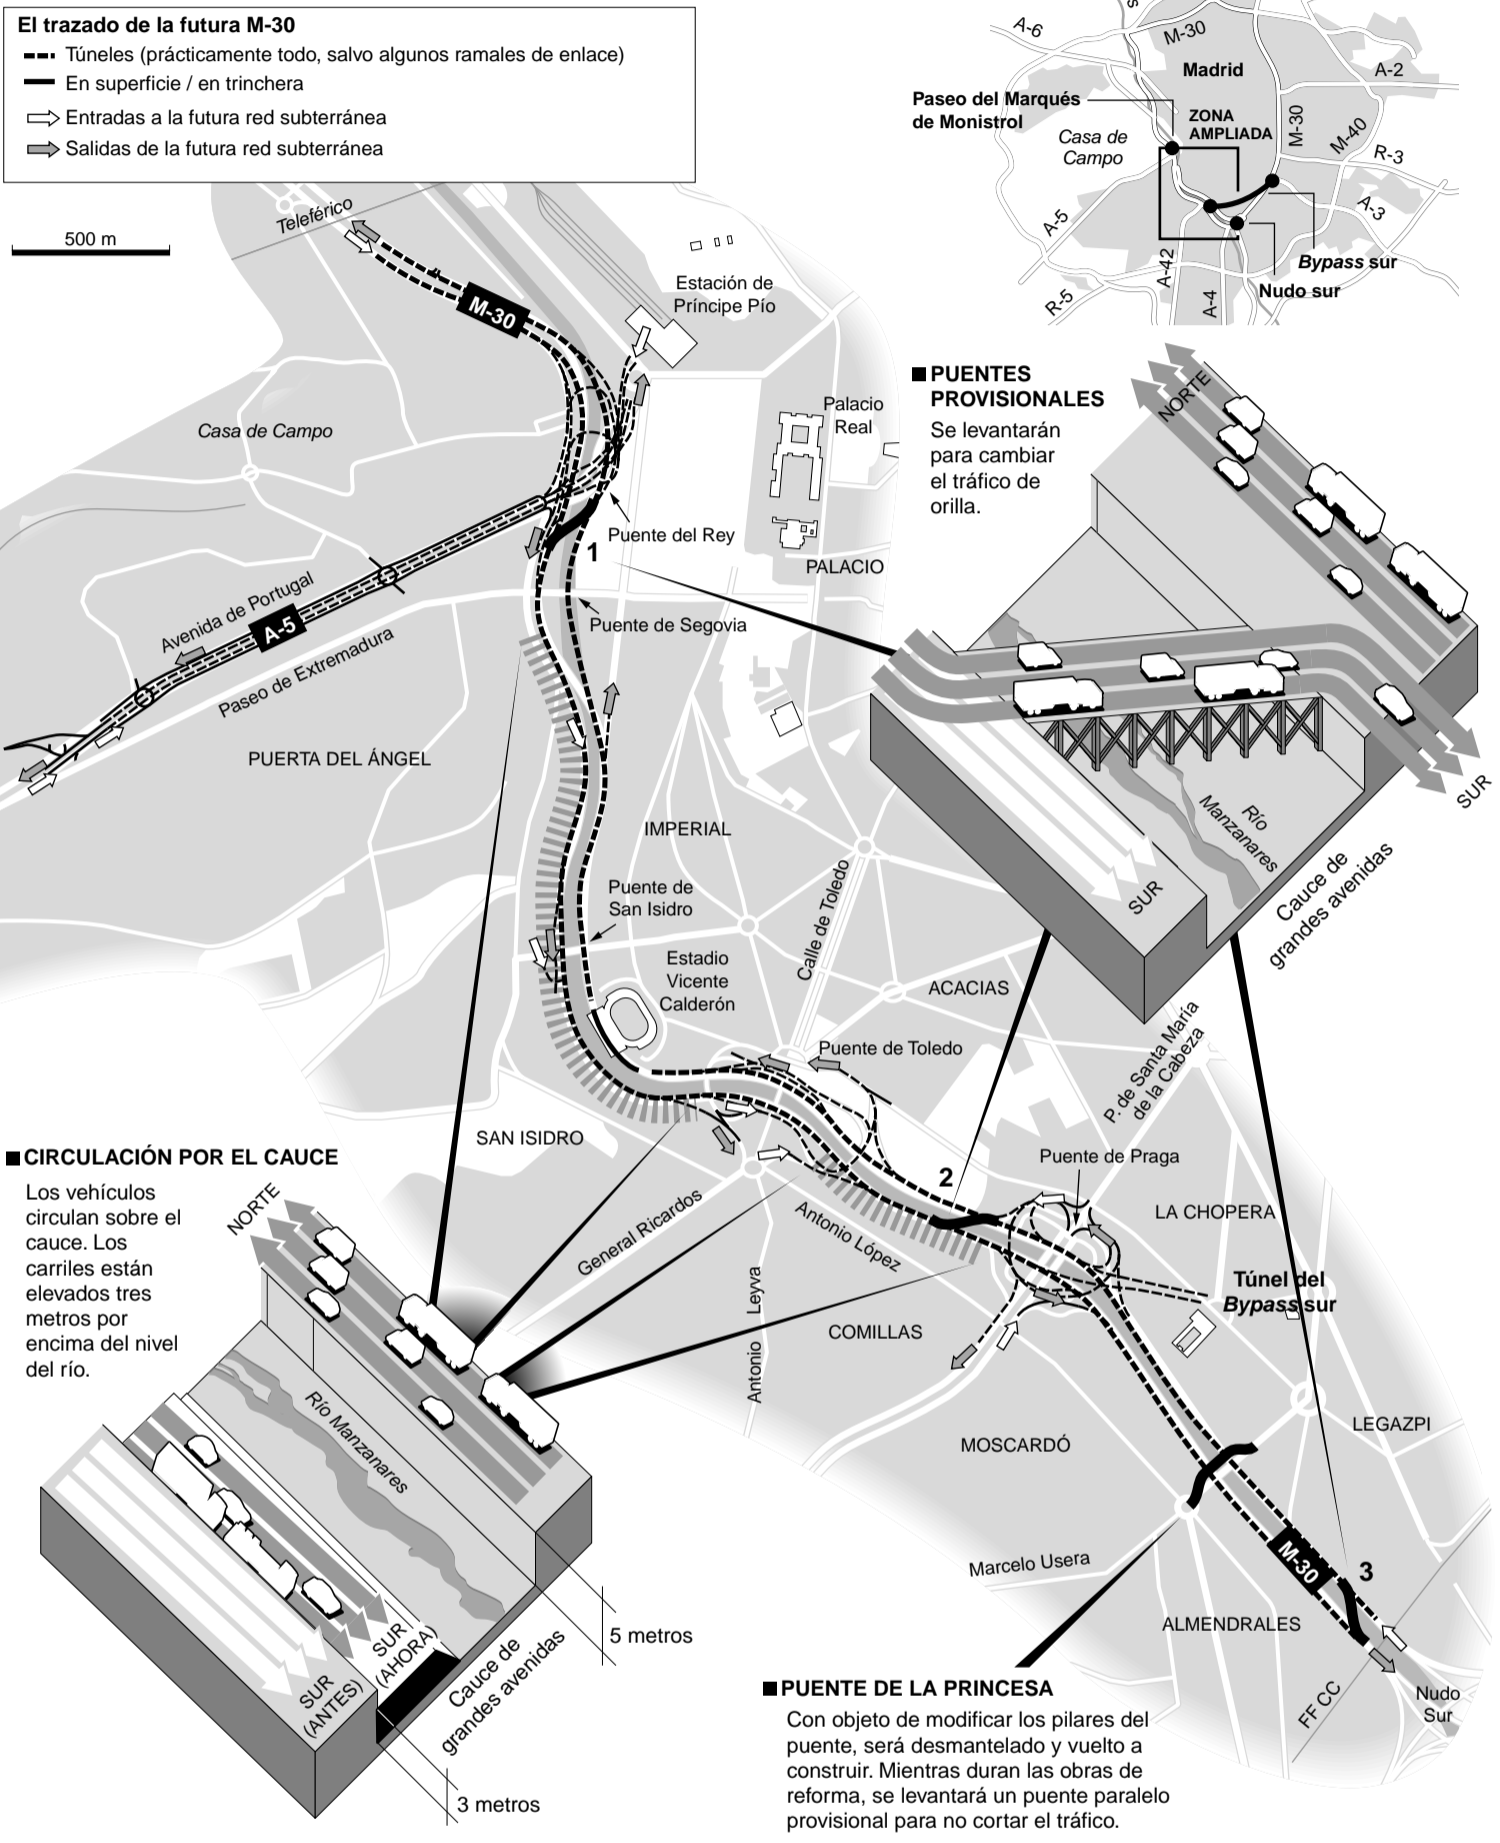 El trazado de la futura M-30
Túneles (prácticamente todo, salvo algunos ramales de enlace)
En superficie / en trinchera
Entradas a la futura red subterránea
Salidas de la futura red subterránea
500 m
A-6
M-30
Madrid
A-2
Paseo del Marqués
de Monistrol
ZONA
AMPLIADA
Casa de
Campo
M-30
M-40
R-3
A-5
A-3
A-42
R-5
A-4
Bypass sur
Nudo sur
Teleférico
M-30
Estación de
Príncipe Pío
Casa de Campo
Palacio
Real
Puente del Rey
1
PALACIO
Avenida de Portugal
A-5
Paseo de Extremadura
Puente de Segovia
PUERTA DEL ÁNGEL
IMPERIAL
Puente de
San Isidro
Calle de Toledo
Estadio
Vicente
Calderón
ACACIAS
Puente de Toledo
P. de Santa María
de la Cabeza
SAN ISIDRO
Puente de Praga
2
LA CHOPERA
General Ricardos
Antonio López
Antonio Leyva
Túnel del
Bypass sur
COMILLAS
MOSCARDÓ
LEGAZPI
Marcelo Usera
M-30
3
ALMENDRALES
FF CC
Nudo
Sur
PUENTES
PROVISIONALES
Se levantarán
para cambiar
el tráfico de
orilla.
NORTE
SUR
Río
Manzanares
SUR
Cauce de
grandes avenidas
CIRCULACIÓN POR EL CAUCE
Los vehículos
circulan sobre el
cauce. Los
carriles están
elevados tres
metros por
encima del nivel
del río.
NORTE
Río Manzanares
SUR
(AHORA)
SUR
(ANTES)
Cauce de
grandes avenidas
5 metros
3 metros
PUENTE DE LA PRINCESA
Con objeto de modificar los pilares del
puente, será desmantelado y vuelto a
construir. Mientras duran las obras de
reforma, se levantará un puente paralelo
provisional para no cortar el tráfico.